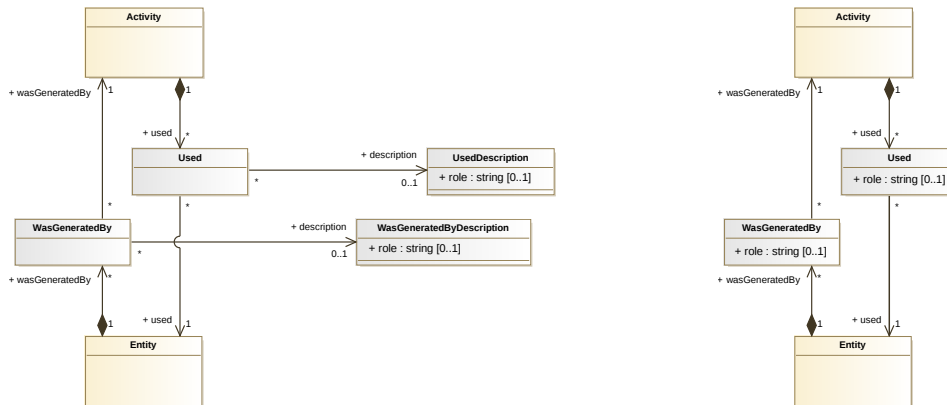 Activity
+ wasGeneratedBy 1 1
+ used *
Used
+ description
* 0..1
UsedDescription
+ role : string [0..1]
* *
WasGeneratedBy
+ description
* 0..1
WasGeneratedByDescription
+ role : string [0..1]
+ wasGeneratedBy *
1 + used 1
Entity
Activity
+ wasGeneratedBy 1 1
+ used *
Used
+ role : string [0..1]
* *
WasGeneratedBy
+ role : string [0..1]
+ wasGeneratedBy *
1 + used 1
Entity